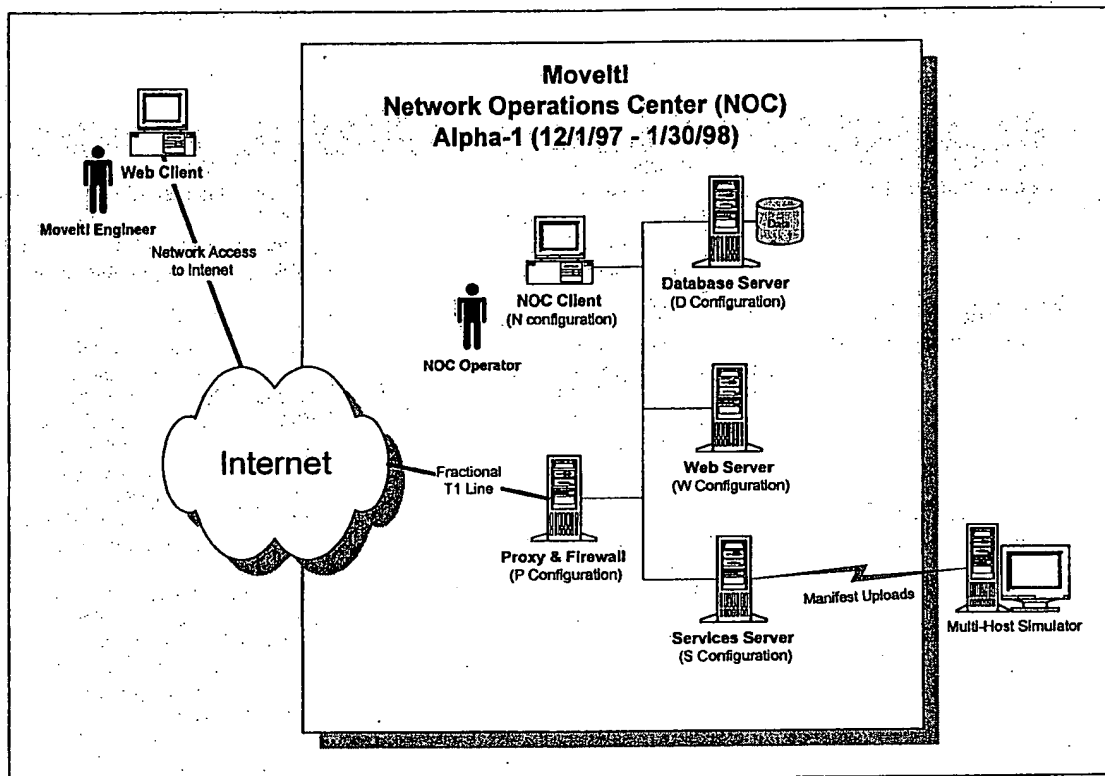 MoveIt!
Network Operations Center (NOC)
Alpha-1 (12/1/97 - 1/30/98)
Web Client
MoveIt! Engineer
Network Access
to Intenet
Data
NOC Client
(N configuration)
Database Server
(D Configuration)
NOC Operator
Internet
Fractional
T1 Line
Web Server
(W Configuration)
Proxy & Firewall
(P Configuration)
Manifest Uploads
Services Server
(S Configuration)
Multi-Host Simulator